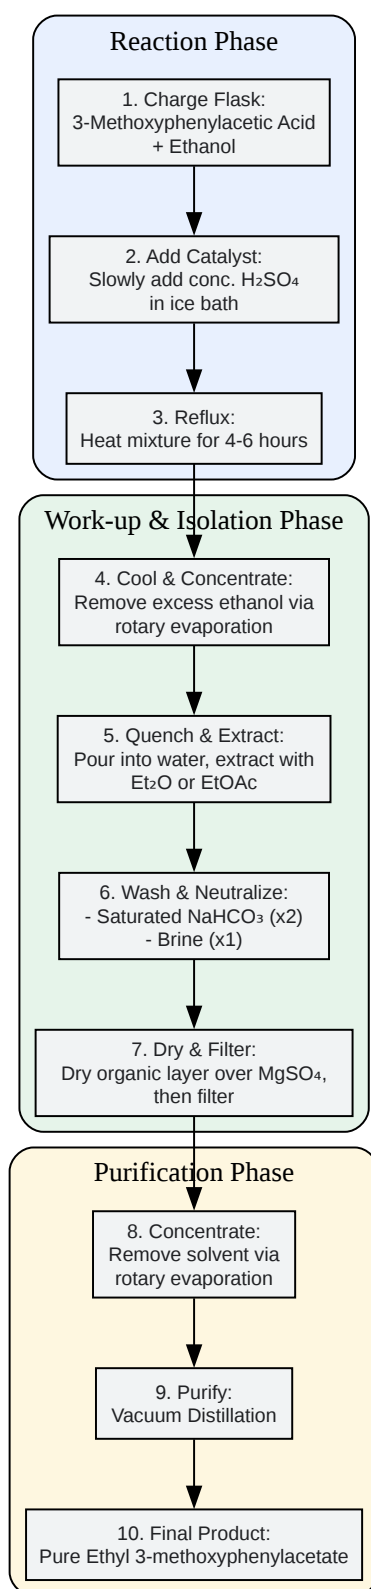 Reaction Phase
1. Charge Flask:
3-Methoxyphenylacetic Acid
+ Ethanol
2. Add Catalyst:
Slowly add conc. H₂SO₄
in ice bath
3. Reflux:
Heat mixture for 4-6 hours
Work-up & Isolation Phase
4. Cool & Concentrate:
Remove excess ethanol via
rotary evaporation
5. Quench & Extract:
Pour into water, extract with
Et₂O or EtOAc
6. Wash & Neutralize:
- Saturated NaHCO₃ (x2)
- Brine (x1)
7. Dry & Filter:
Dry organic layer over MgSO₄,
then filter
Purification Phase
8. Concentrate:
Remove solvent via
rotary evaporation
9. Purify:
Vacuum Distillation
10. Final Product:
Pure Ethyl 3-methoxyphenylacetate